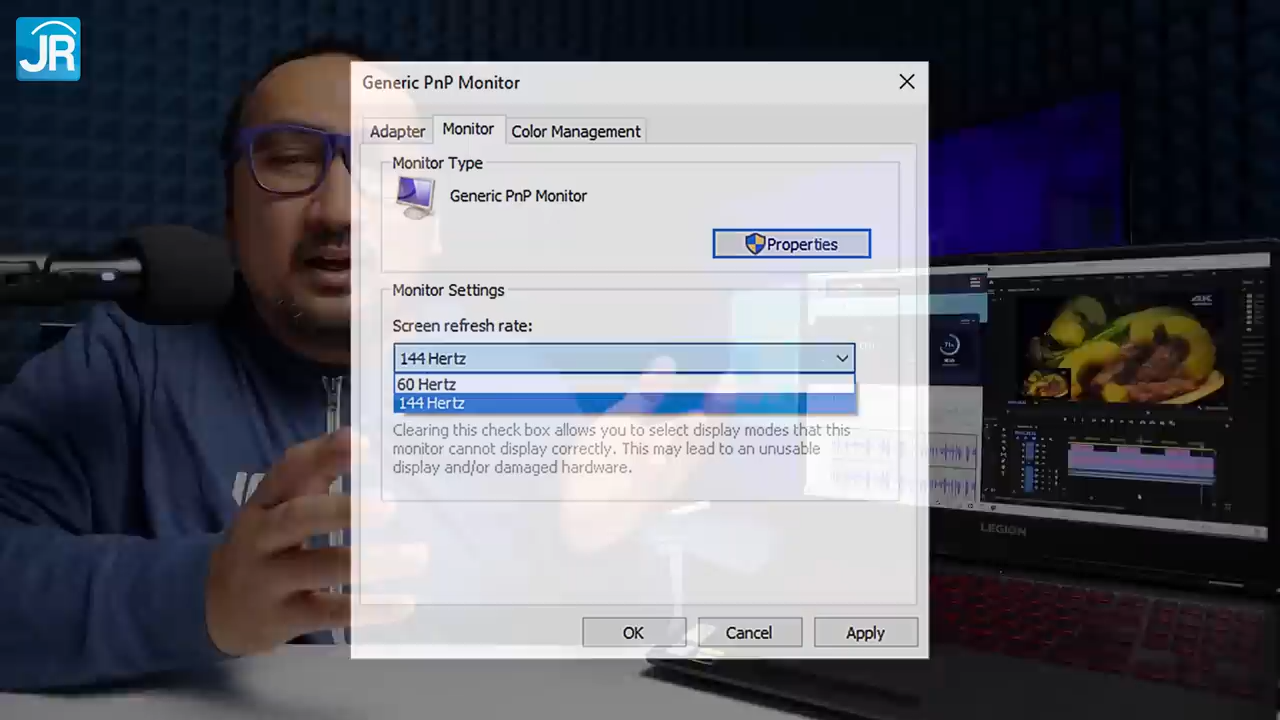 JR
Generic PnP Monitor
Adapter
Monitor
Color Management
Monitor Type
Generic PnP Monitor
Properties
Monitor Settings
Screen refresh rate:
144 Hertz
60 Hertz
144 Hertz
Clearing this check box allows you to select display modes that this
monitor cannot display correctly. This may lead to an unusable
display and/or damaged hardware.
OK
Cancel
Apply
4K
LEGION